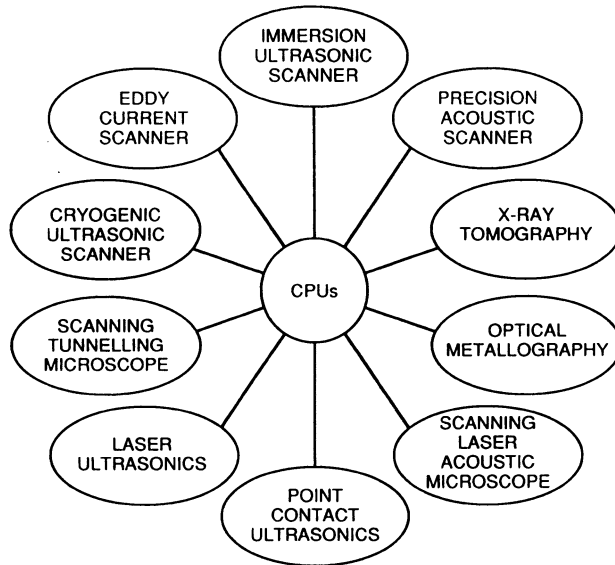 IMMERSION
ULTRASONIC
SCANNER
EDDY
CURRENT
SCANNER
PRECISION
ACOUSTIC
SCANNER
CRYOGENIC
ULTRASONIC
SCANNER
X-RAY
TOMOGRAPHY
CPUs
SCANNING
TUNNELLING
MICROSCOPE
OPTICAL
METALLOGRAPHY
LASER
ULTRASONICS
SCANNING
LASER
ACOUSTIC
MICROSCOPE
POINT
CONTACT
ULTRASONICS